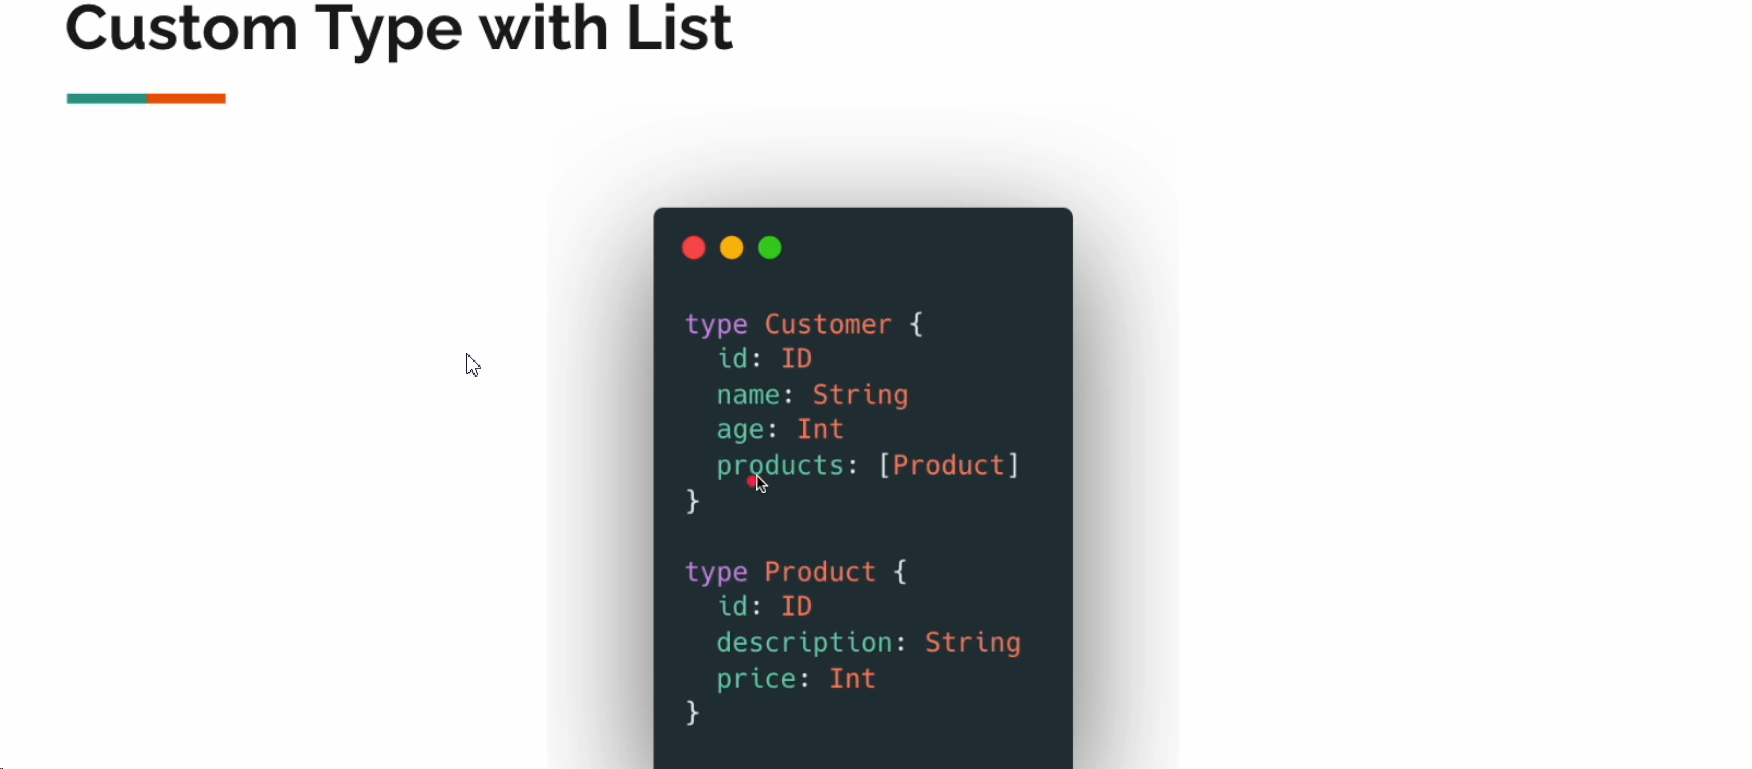 Custom Type with List
type Customer {
  id: ID
  name: String
  age: Int
  products: [Product]
}
type Product {
  id: ID
  description: String
  price: Int
}